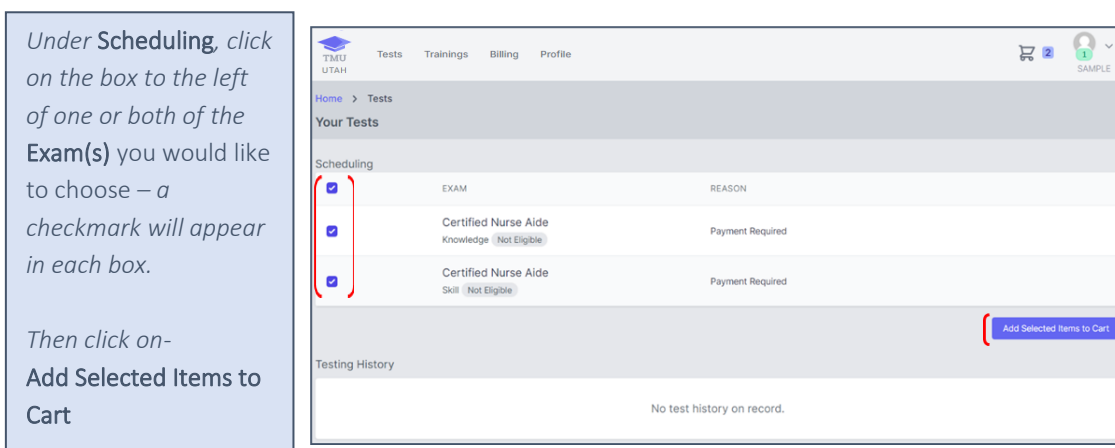 Under Scheduling, click
on the box to the left
of one or both of the
Exam(s) you would like
to choose – a
checkmark will appear
in each box.
Then click on-
Add Selected Items to
Cart
TMU
UTAH
Tests Trainings Billing Profile
2
1
SAMPLE
Home > Tests
Your Tests
Scheduling
EXAM REASON
Certified Nurse Aide
Knowledge Not Eligible Payment Required
Certified Nurse Aide
Skill Not Eligible Payment Required
Add Selected Items to Cart
Testing History
No test history on record.